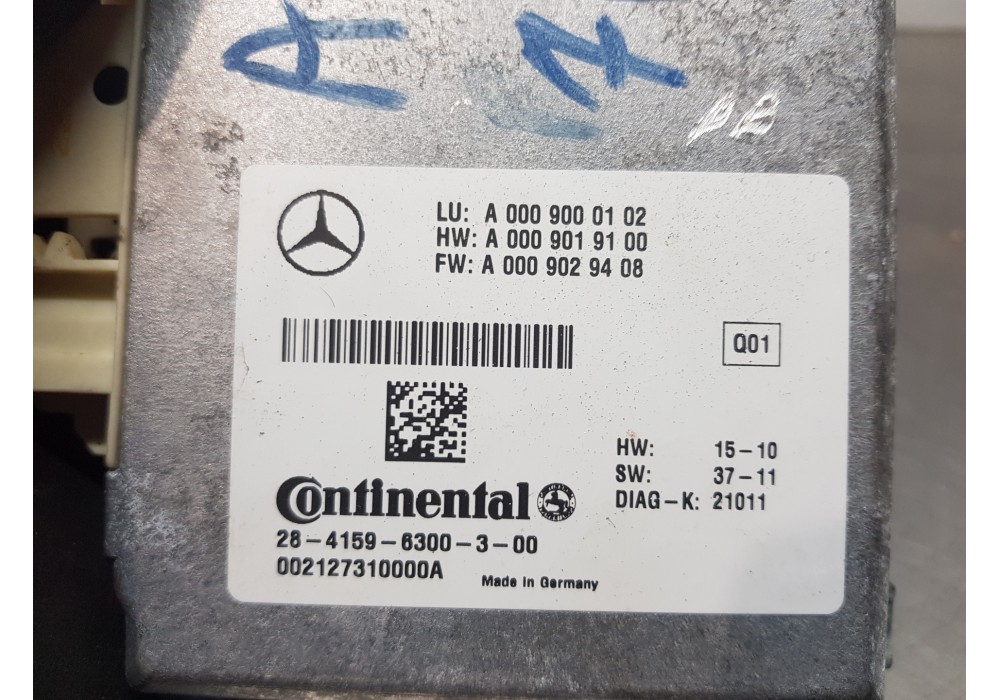 A 7
LU: A 000 900 01 02
HW: A 000 901 91 00
FW: A 000 902 94 08
Q01
HW: 15-10
SW: 37-11
DIAG-K: 21011
Continental
28-4159-6300-3-00
002127310000A
Made in Germany